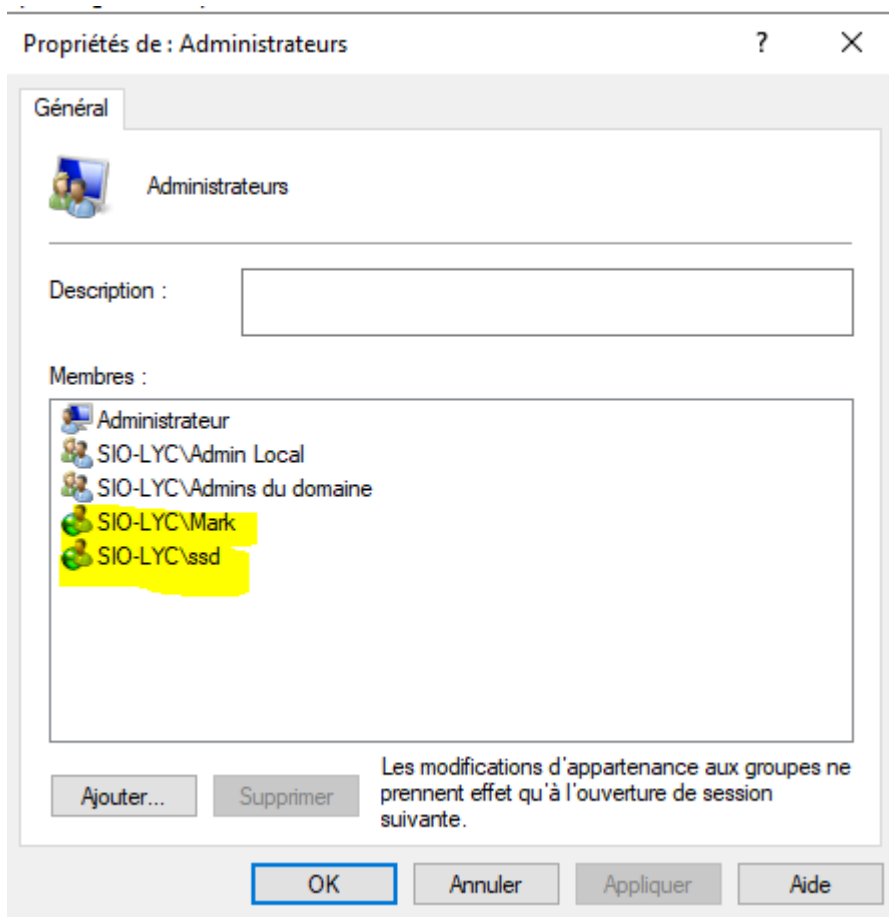 Propriétés de : Administrateurs ? ×
Général
Administrateurs
Description :
Membres :
Administrateur
SIO-LYC\Admin Local
SIO-LYC\Admins du domaine
SIO-LYC\Mark
SIO-LYC\ssd
Ajouter...
Supprimer
Les modifications d'appartenance aux groupes ne
prennent effet qu'à l'ouverture de session
suivante.
OK
Annuler
Appliquer
Aide